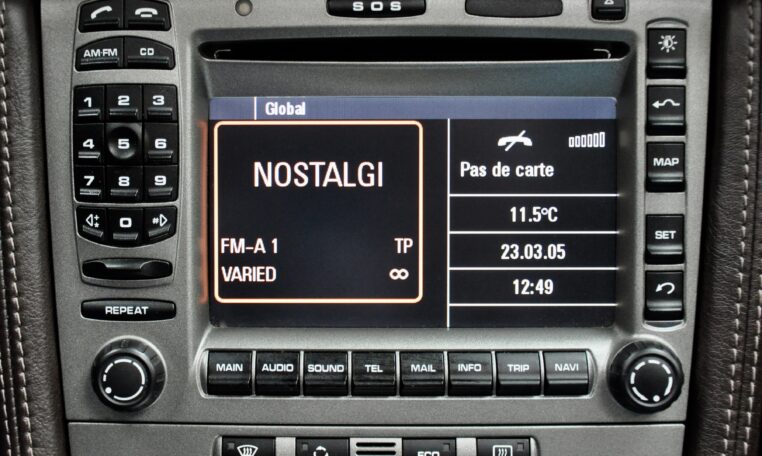 SOS
AM·FM CD
1 2 3
4 5 6
7 8 9
0 #
REPEAT
Global
NOSTALGI
FM-A 1 TP
VARIED ∞
Pas de carte
11.5°C
23.03.05
12:49
MAP
SET
MAIN AUDIO SOUND TEL MAIL INFO TRIP NAVI
ECO